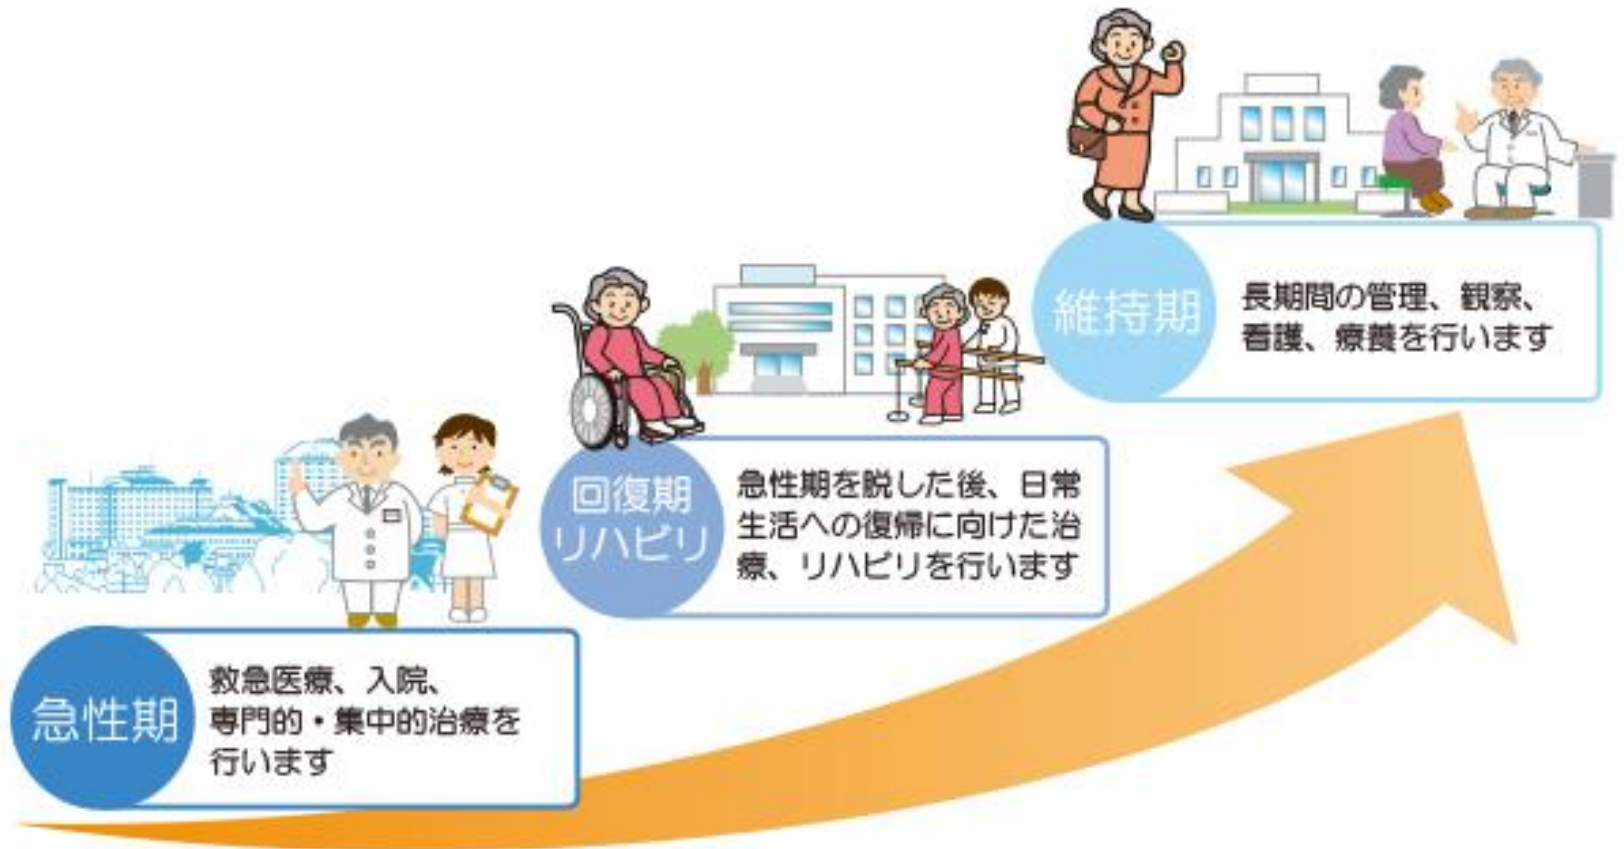 維持期
長期間の管理、観察、
看護、療養を行います
回復期
リハビリ
急性期を脱した後、日常
生活への復帰に向けた治
療、リハビリを行います
急性期
救急医療、入院、
専門的・集中的治療を
行います